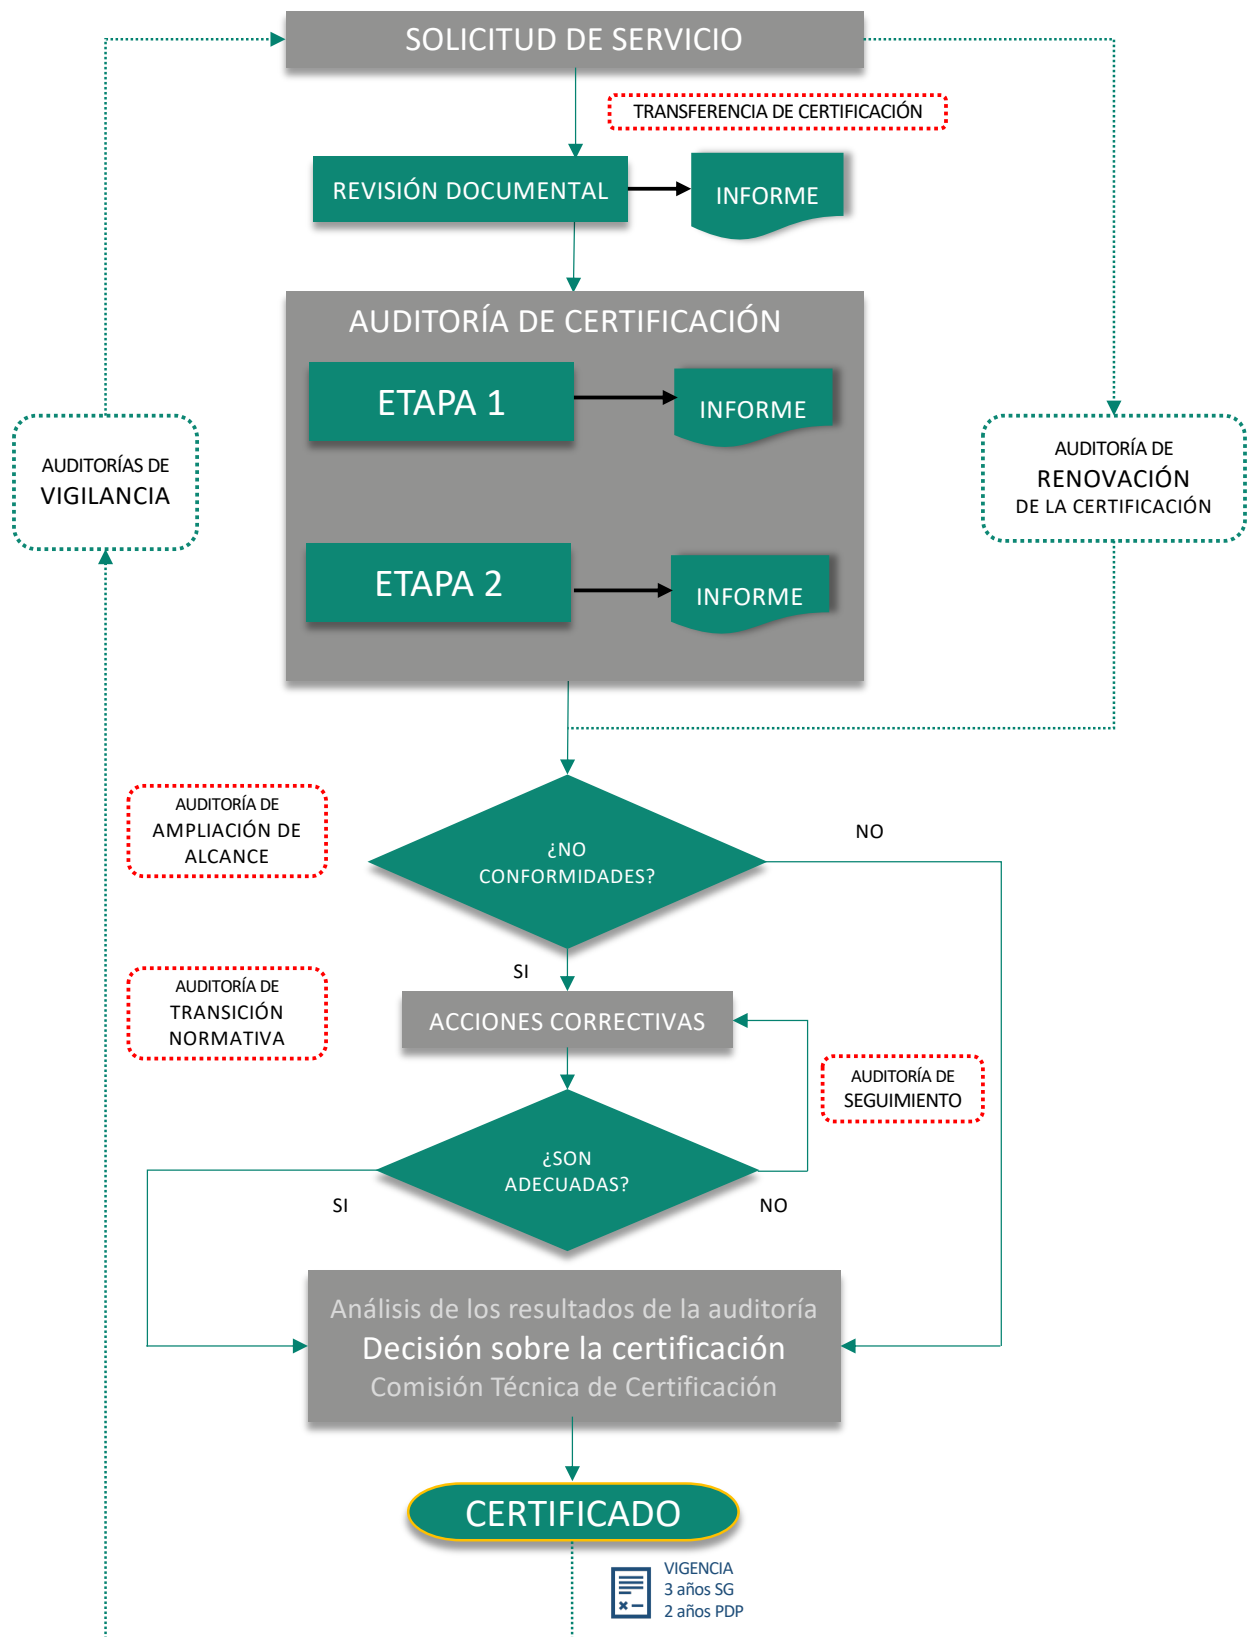 SOLICITUD DE SERVICIO
TRANSFERENCIA DE CERTIFICACIÓN
REVISIÓN DOCUMENTAL
INFORME
AUDITORÍA DE CERTIFICACIÓN
ETAPA 1
INFORME
AUDITORÍAS DE
VIGILANCIA
AUDITORÍA DE
RENOVACIÓN
DE LA CERTIFICACIÓN
ETAPA 2
INFORME
AUDITORÍA DE
AMPLIACIÓN DE
ALCANCE
¿NO
CONFORMIDADES?
NO
SI
AUDITORÍA DE
TRANSICIÓN
NORMATIVA
ACCIONES CORRECTIVAS
AUDITORÍA DE
SEGUIMIENTO
¿SON
ADECUADAS?
SI
NO
Análisis de los resultados de la auditoría
Decisión sobre la certificación
Comisión Técnica de Certificación
CERTIFICADO
VIGENCIA
3 años SG
2 años PDP